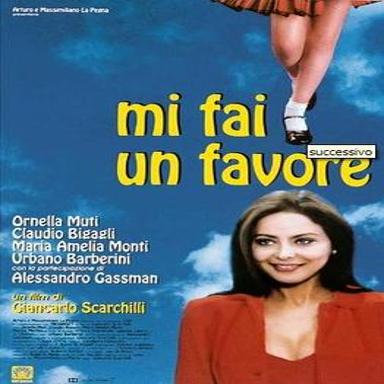 Arturo e Massimiliano La Pegna
presentano
mi fai
un favore
successivo
Ornella Muti
Claudio Bigagli
Maria Amelia Monti
Urbano Barberini
con la partecipazione di
Alessandro Gassman
un film di
Giancarlo Scarchilli